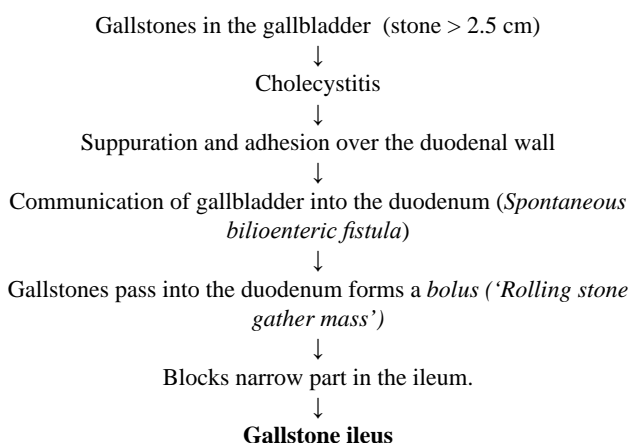 Gallstones in the gallbladder (stone > 2.5 cm)
↓
Cholecystitis
↓
Suppuration and adhesion over the duodenal wall
↓
Communication of gallbladder into the duodenum (Spontaneous
bilioenteric fistula)
↓
Gallstones pass into the duodenum forms a bolus (‘Rolling stone
gather mass’)
↓
Blocks narrow part in the ileum.
↓
Gallstone ileus